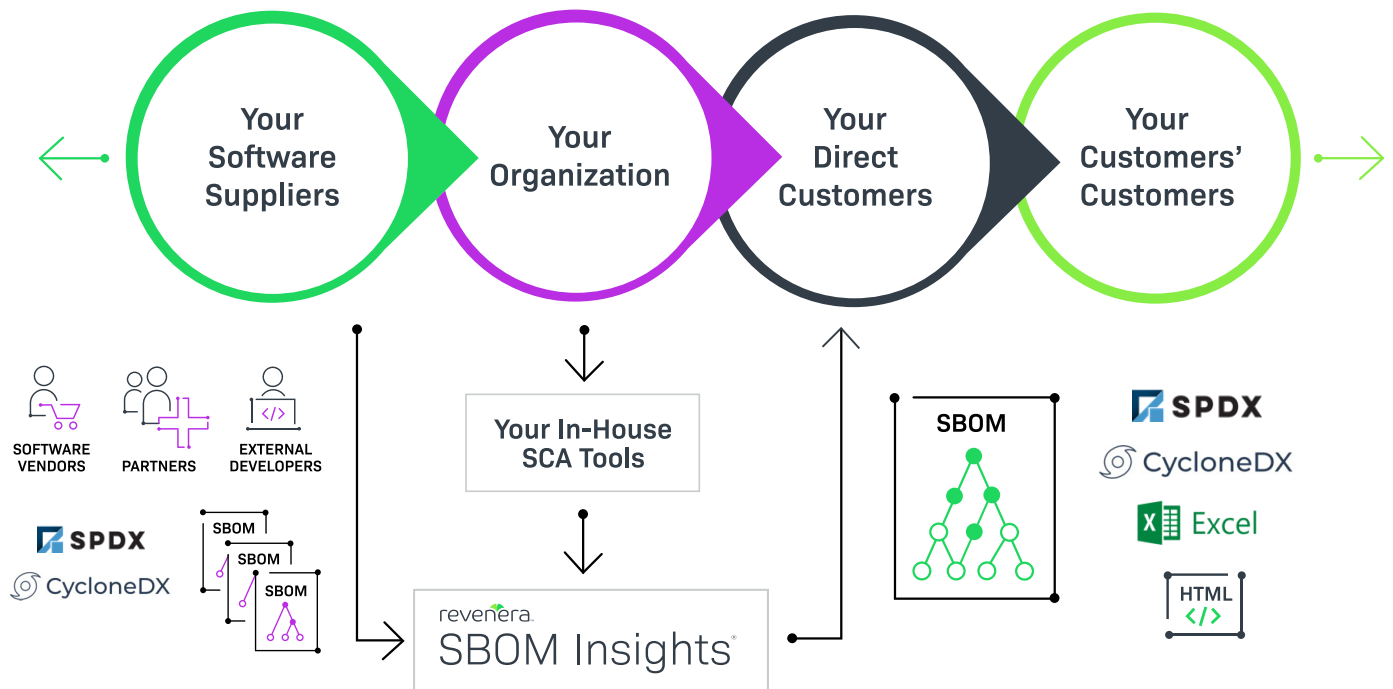 Your
Software
Suppliers
Your
Organization
Your
Direct
Customers
Your
Customers’
Customers
SOFTWARE
VENDORS
PARTNERS
</>
EXTERNAL
DEVELOPERS
SPDX
CycloneDX
SBOM
SBOM
SBOM
Your In-House
SCA Tools
revenera.
SBOM Insights®
SBOM
SPDX
CycloneDX
X Excel
HTML
</>